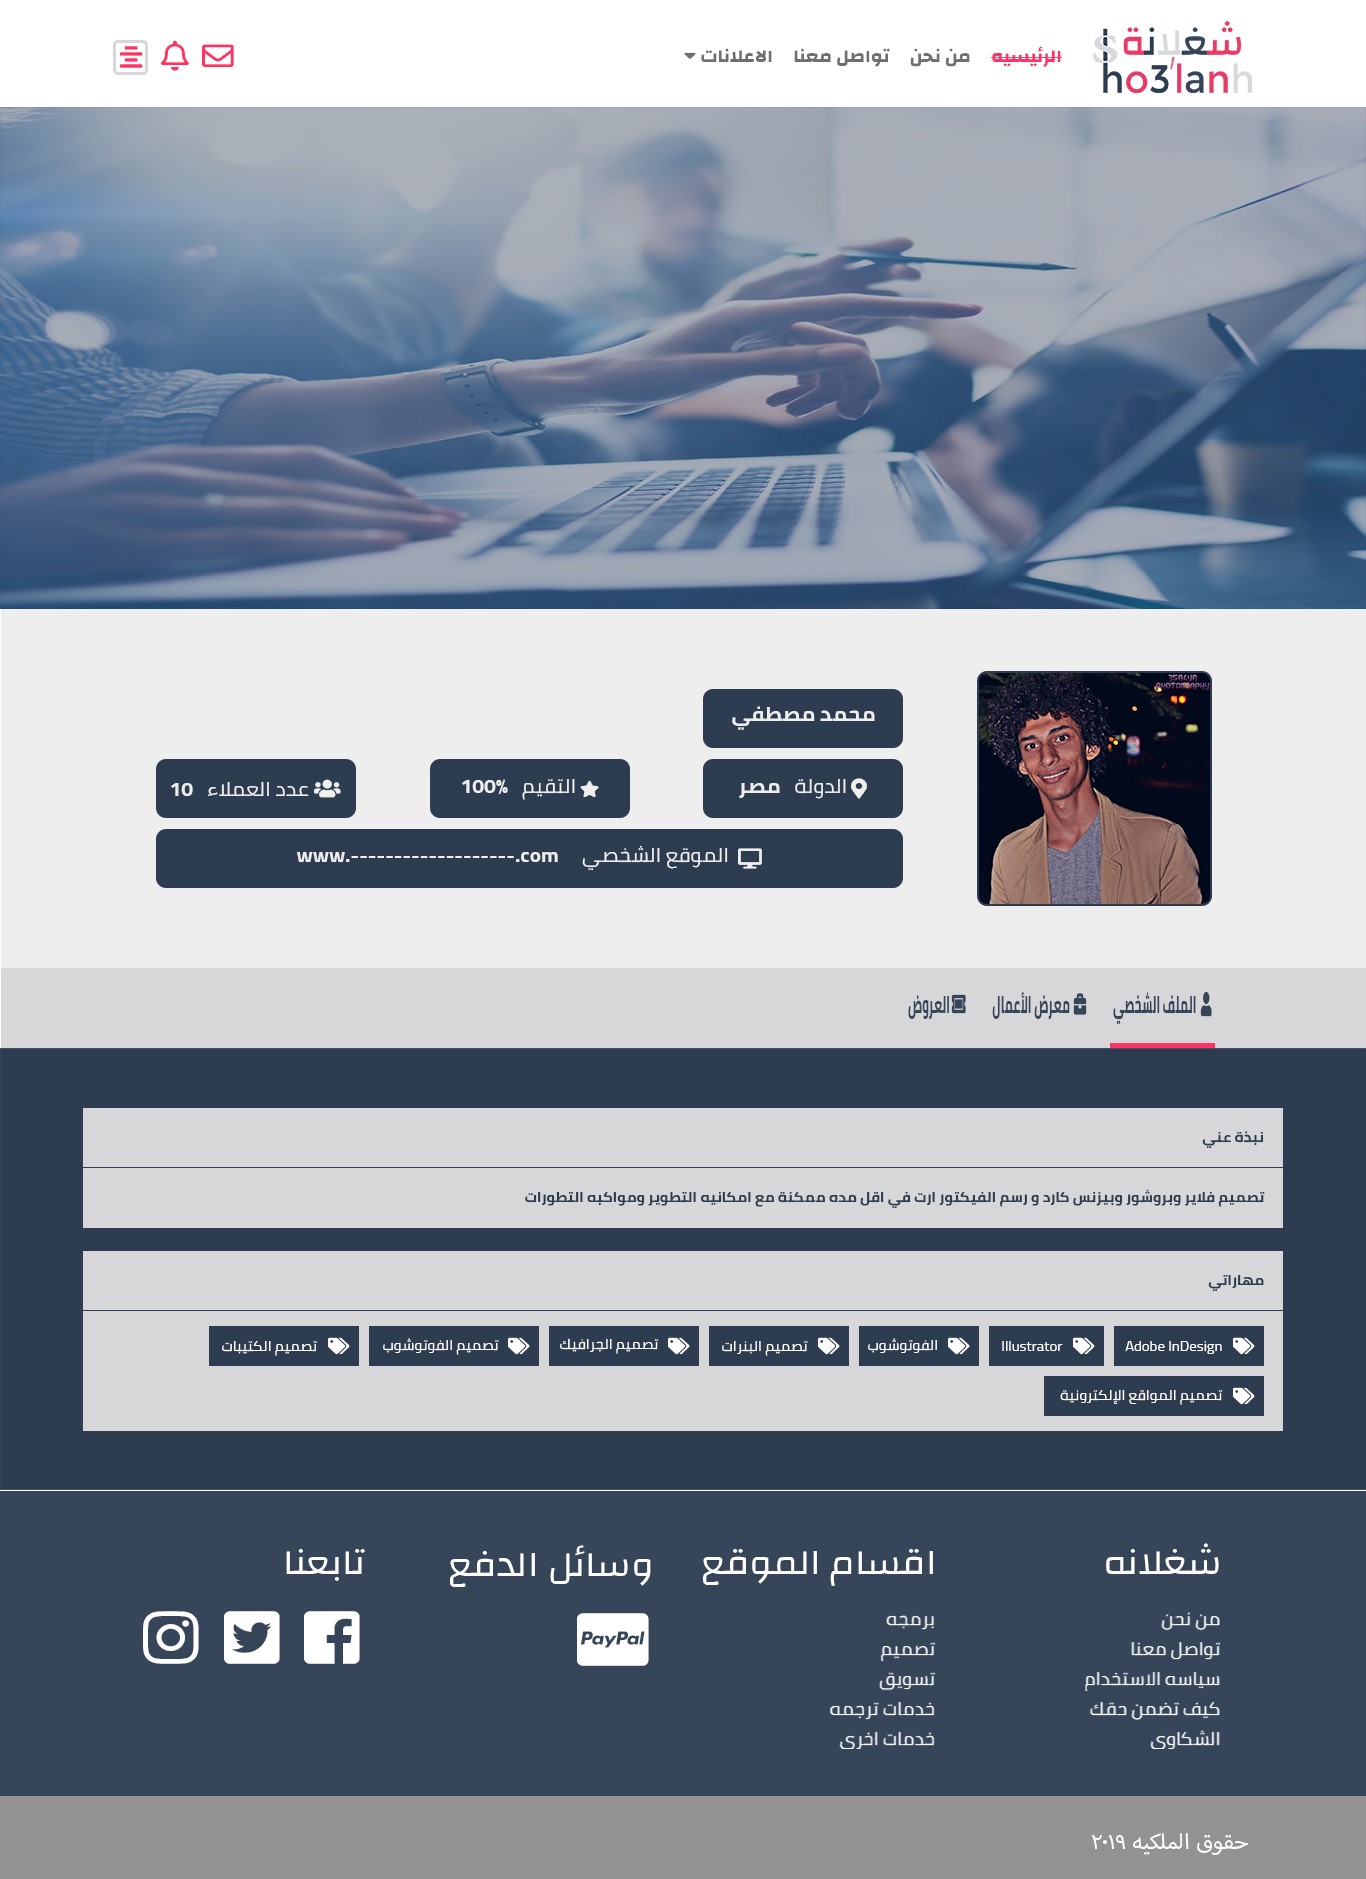 شغلانة
Sho3'lanh
الرئيسيه
من نحن
تواصل معنا
الاعلانات
JSALVA PHOTOGRAPHY
محمد مصطفي
الدولة مصر
التقيم 100%
عدد العملاء 10
الموقع الشخصي www.-------------------.com
الملف الشخصي
معرض الأعمال
العروض
نبذة عني
تصميم فلاير وبروشور وبيزنس كارد و رسم الفيكتور ارت في اقل مده ممكنة مع امكانيه التطوير ومواكبه التطورات
مهاراتي
Adobe InDesign
Illustrator
الفوتوشوب
تصميم البنرات
تصميم الجرافيك
تصميم الفوتوشوب
تصميم الكتيبات
تصميم المواقع الإلكترونية
شغلانه
من نحن
تواصل معنا
سياسه الاستخدام
كيف تضمن حقك
الشكاوى
اقسام الموقع
برمجه
تصميم
تسويق
خدمات ترجمه
خدمات اخرى
وسائل الدفع
PayPal
تابعنا
حقوق الملكيه ٢٠١٩